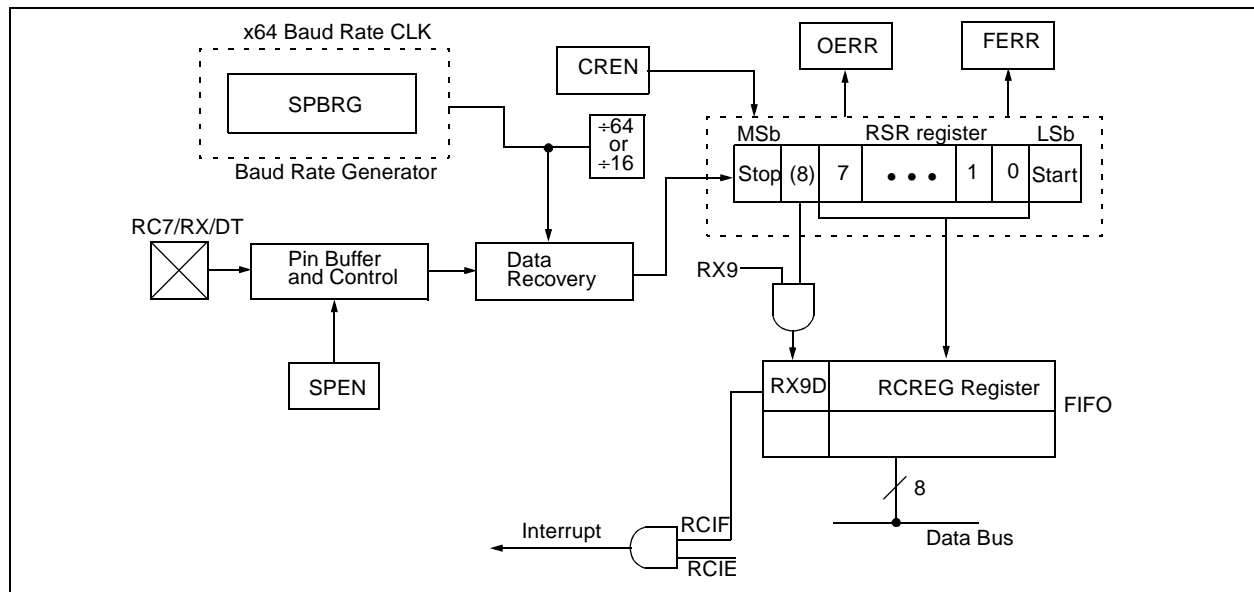 x64 Baud Rate CLK
SPBRG
Baud Rate Generator
CREN
OERR
FERR
÷64
or
÷16
MSb
RSR register
LSb
Stop
(8)
7
• • •
1
0
Start
RC7/RX/DT
Pin Buffer
and Control
Data
Recovery
RX9
SPEN
RX9D
RCREG Register
FIFO
8
Interrupt
RCIF
RCIE
Data Bus